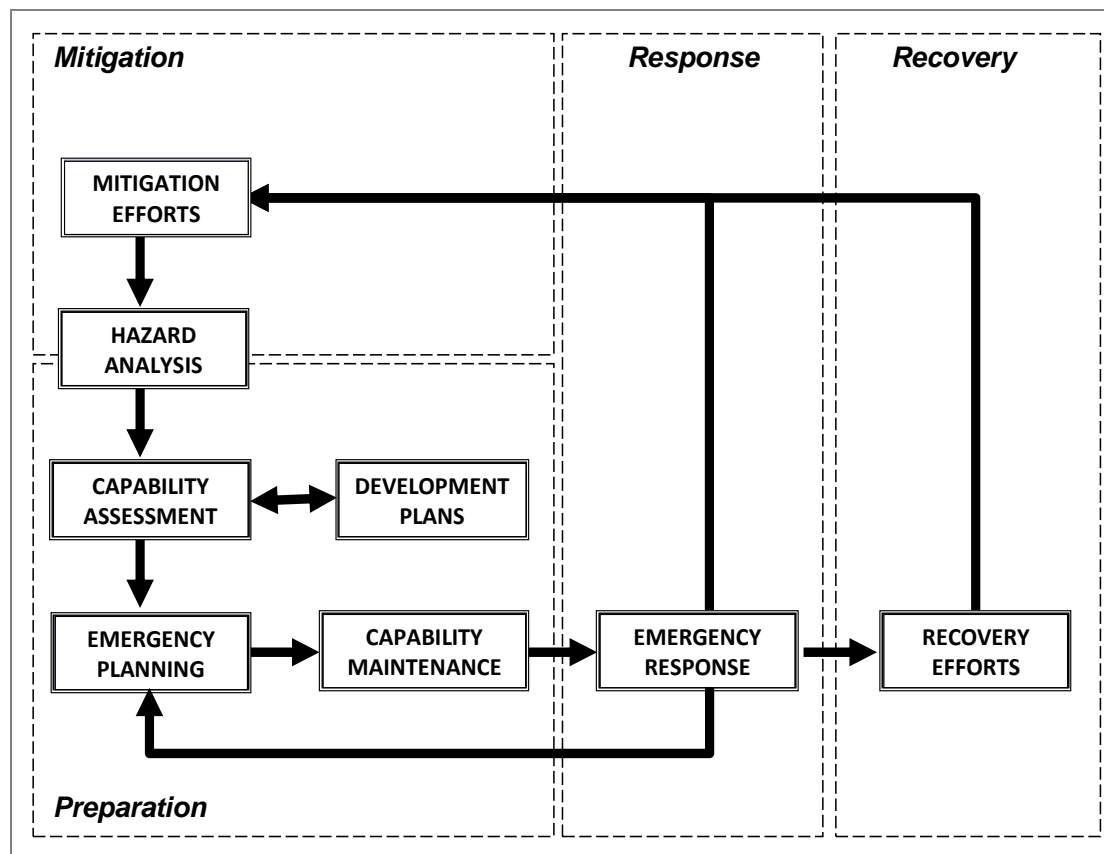 Mitigation
Response
Recovery
MITIGATION
EFFORTS
HAZARD
ANALYSIS
CAPABILITY
ASSESSMENT
DEVELOPMENT
PLANS
EMERGENCY
PLANNING
CAPABILITY
MAINTENANCE
EMERGENCY
RESPONSE
RECOVERY
EFFORTS
Preparation